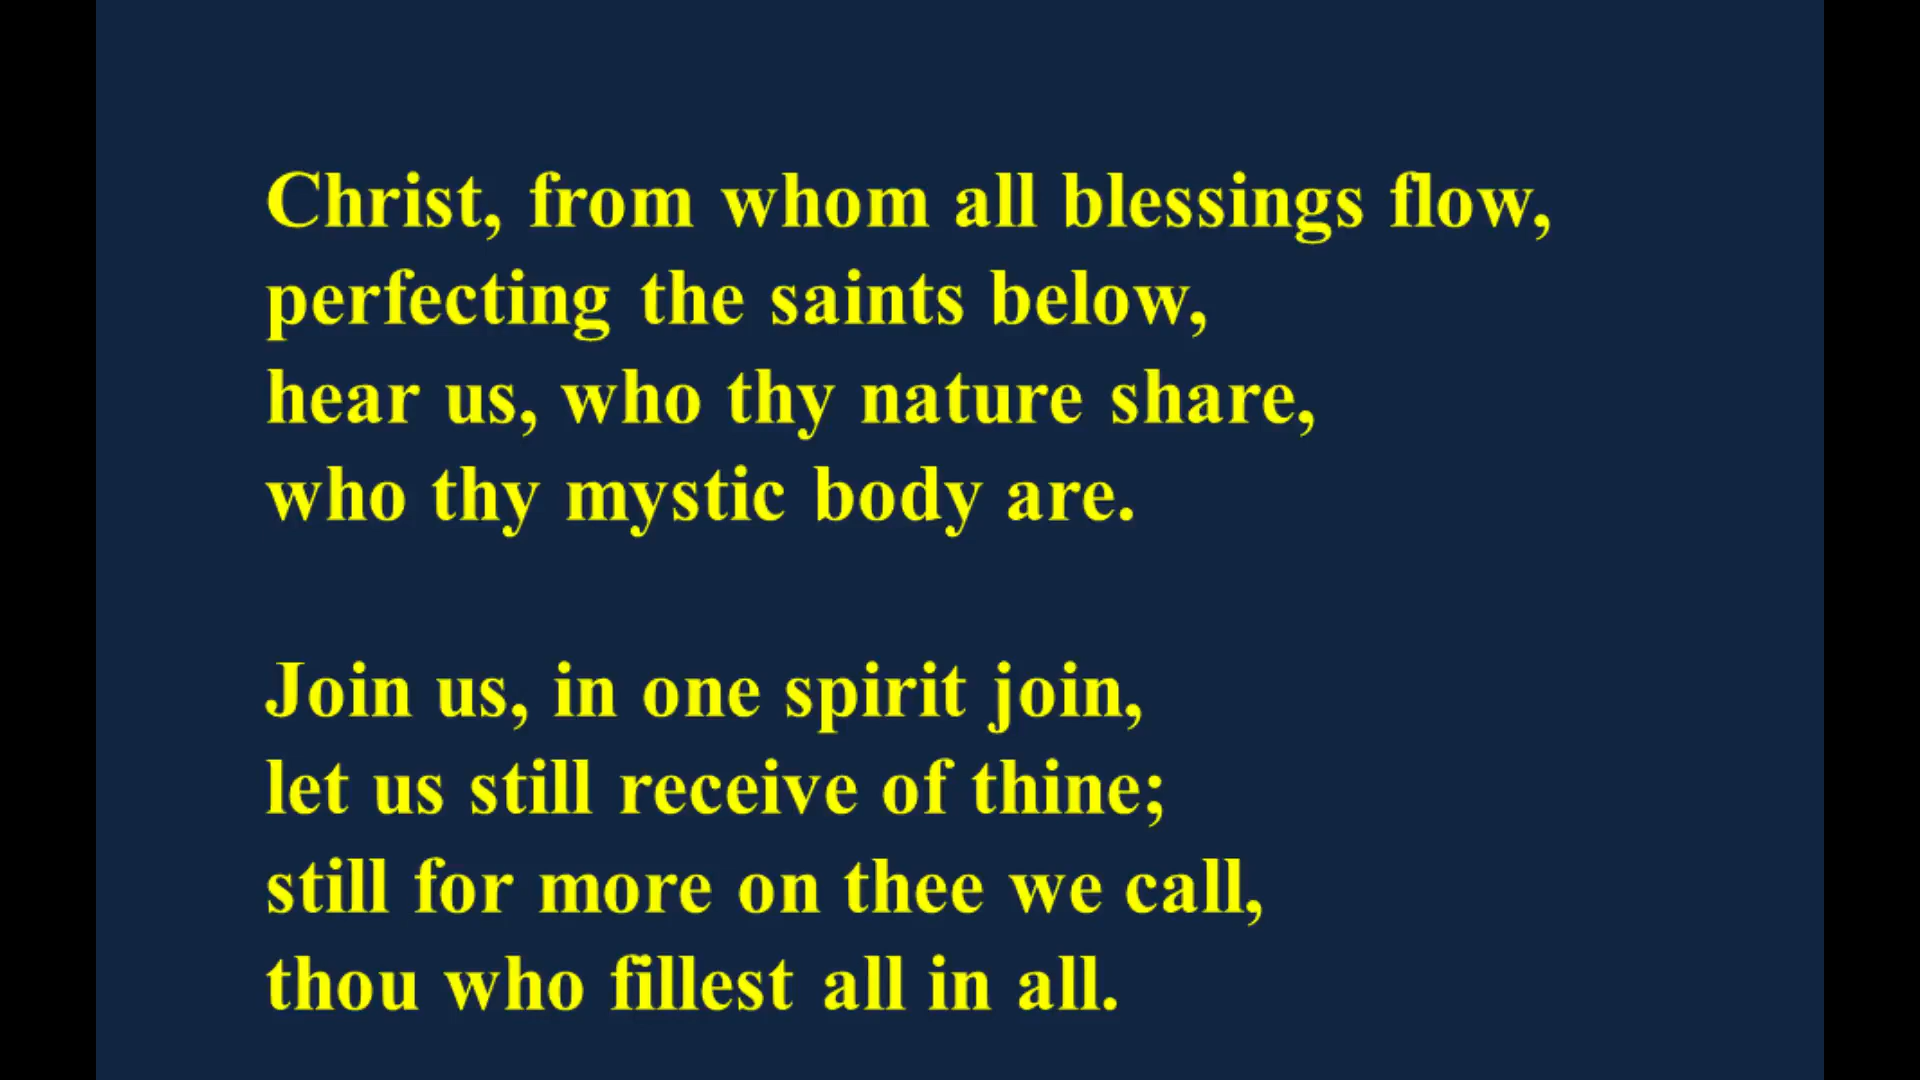 Christ, from whom all blessings flow,
perfecting the saints below,
hear us, who thy nature share,
who thy mystic body are.
Join us, in one spirit join,
let us still receive of thine;
still for more on thee we call,
thou who fillest all in all.